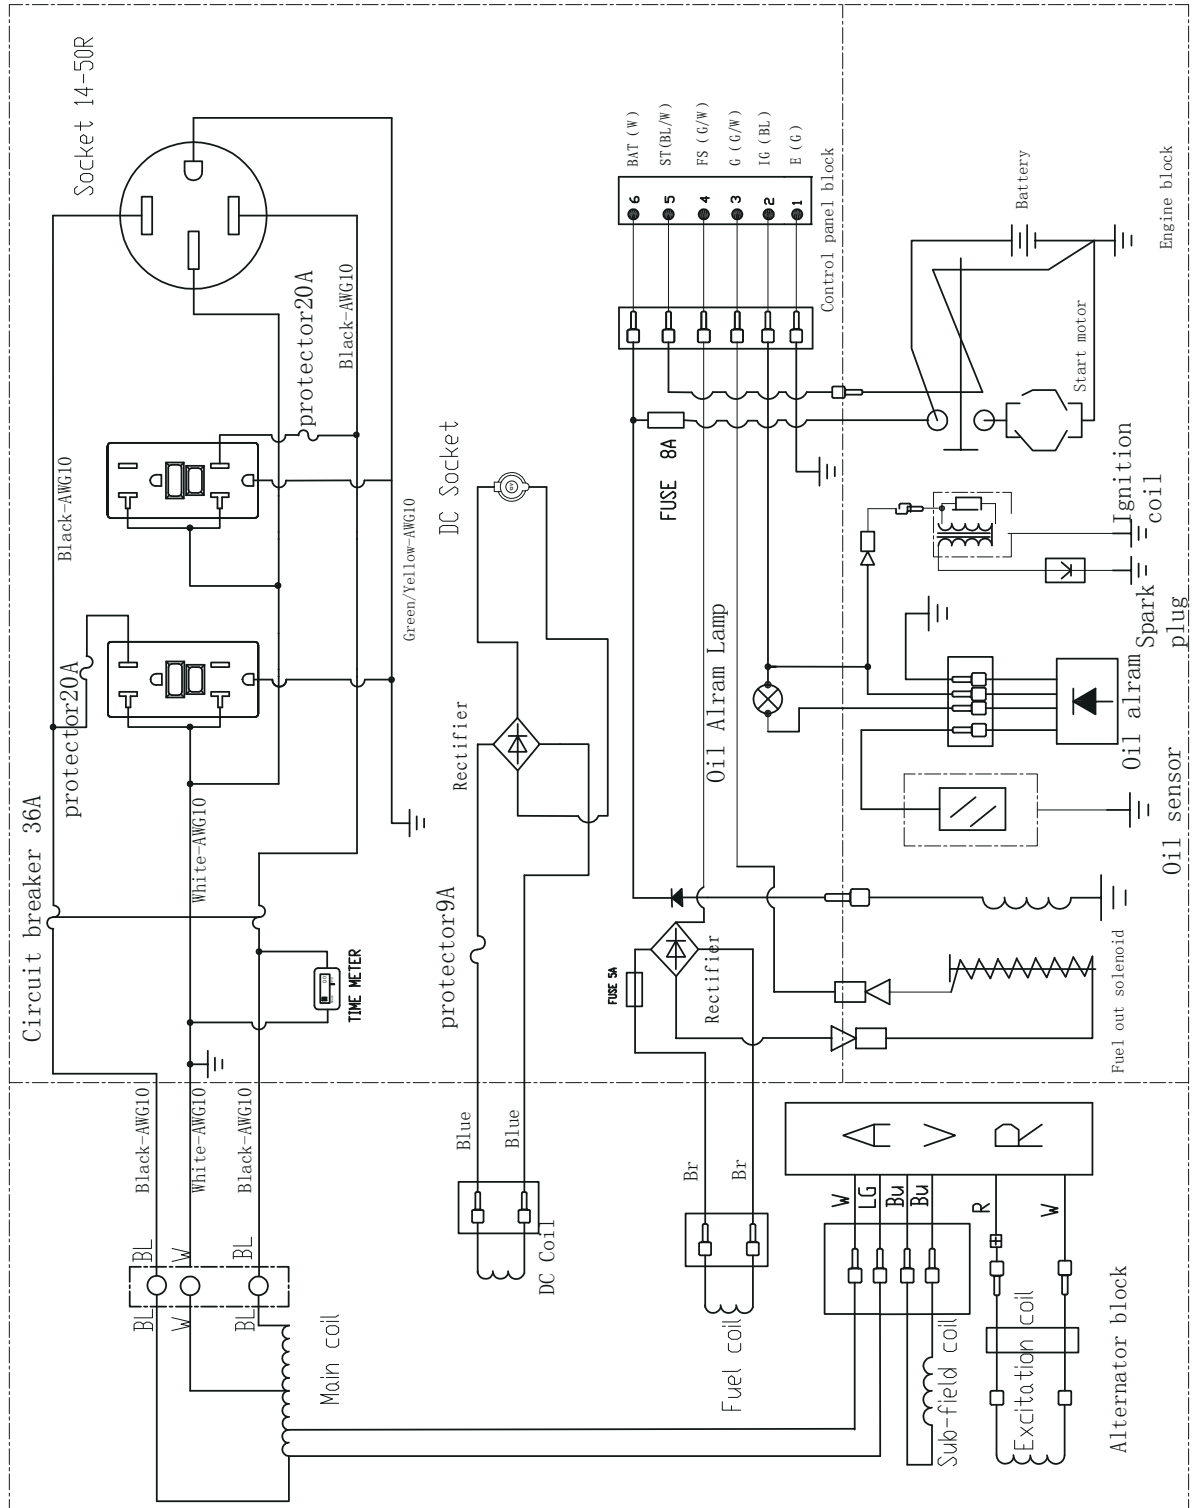 Socket 14-50R
Black-AWG10
protector20A
Black-AWG10
protector20A
Green/Yellow-AWG10
White-AWG10
Circuit breaker 36A
TIME METER
Black-AWG10
White-AWG10
Black-AWG10
BL
W
BL
BL
W
BL
Main coil
DC Socket
Rectifier
protector9A
Blue
Blue
DC Coil
BAT (W)
ST(BL/W)
FS (G/W)
G (G/W)
IG (BL)
E (G)
6
5
4
3
2
1
Control panel block
FUSE 8A
Oil Alram Lamp
FUSE 5A
Rectifier
Br
Br
Fuel coil
Battery
Engine block
Start motor
Ignition
coil
Spark
plug
Oil alram
Oil sensor
Fuel out solenoid
A
V
R
W
LG
Bu
Bu
R
W
Sub-field coil
Excitation coil
Alternator block